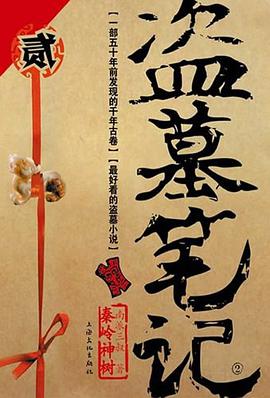 贰
盗墓笔记
[一部五十年前发现的千年古卷]
[最好看的盗墓小说]
②
南派三叔 著
秦岭神树
上海文化出版社